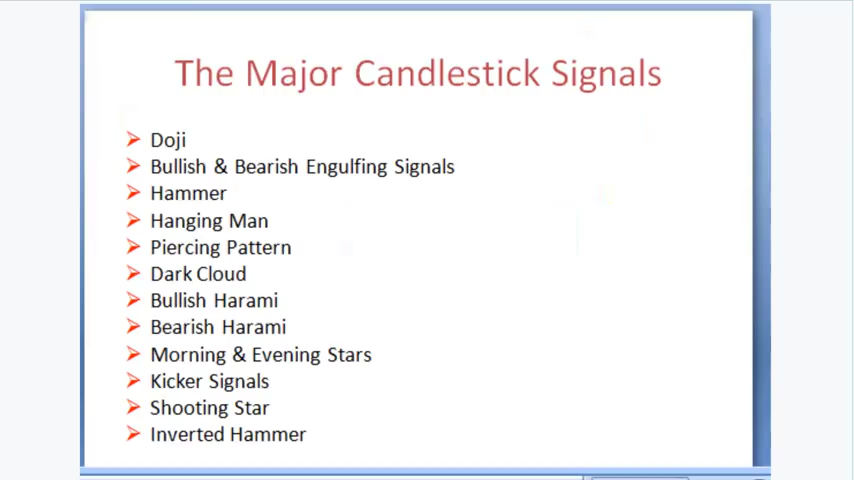 The Major Candlestick Signals
Doji
Bullish & Bearish Engulfing Signals
Hammer
Hanging Man
Piercing Pattern
Dark Cloud
Bullish Harami
Bearish Harami
Morning & Evening Stars
Kicker Signals
Shooting Star
Inverted Hammer